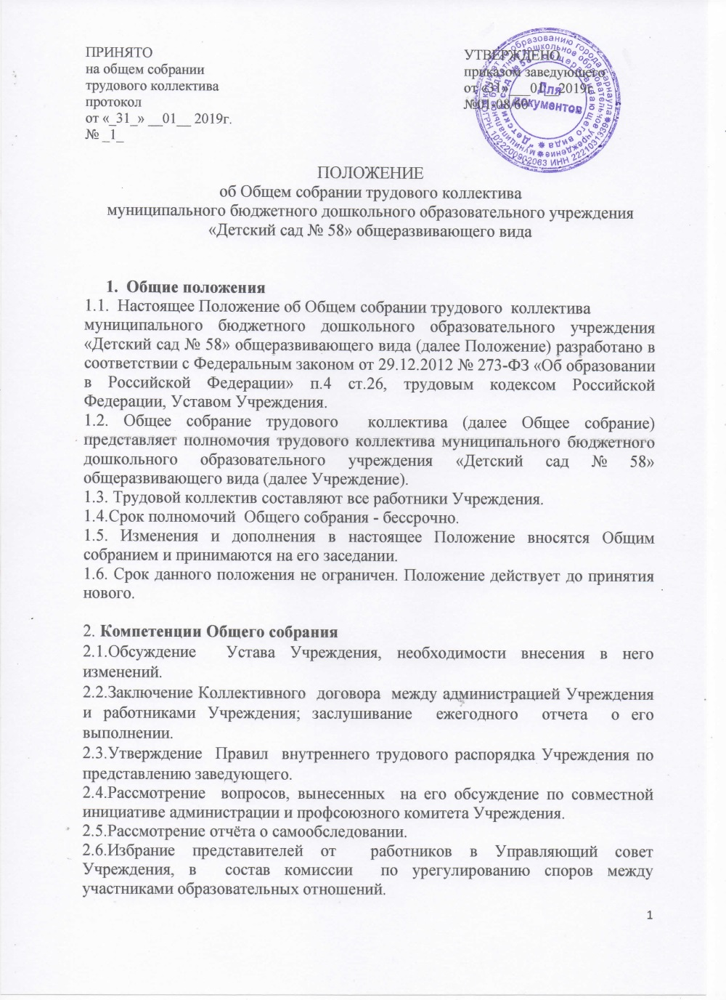 ПРИНЯТО
на общем собрании
трудового коллектива
протокол
от «_31_» __01__ 2019г.
№ _1_
УТВЕРЖДЕНО
приказом заведующего
от «31»___01__2019г.
№01-08/60
Для
документов
ПОЛОЖЕНИЕ
об Общем собрании трудового коллектива
муниципального бюджетного дошкольного образовательного учреждения
«Детский сад № 58» общеразвивающего вида
1. Общие положения
1.1. Настоящее Положение об Общем собрании трудового коллектива
муниципального бюджетного дошкольного образовательного учреждения
«Детский сад № 58» общеразвивающего вида (далее Положение) разработано в
соответствии с Федеральным законом от 29.12.2012 № 273-ФЗ «Об образовании
в Российской Федерации» п.4 ст.26, трудовым кодексом Российской
Федерации, Уставом Учреждения.
1.2. Общее собрание трудового коллектива (далее Общее собрание)
представляет полномочия трудового коллектива муниципального бюджетного
дошкольного образовательного учреждения «Детский сад № 58»
общеразвивающего вида (далее Учреждение).
1.3. Трудовой коллектив составляют все работники Учреждения.
1.4.Срок полномочий Общего собрания - бессрочно.
1.5. Изменения и дополнения в настоящее Положение вносятся Общим
собранием и принимаются на его заседании.
1.6. Срок данного положения не ограничен. Положение действует до принятия
нового.
2. Компетенции Общего собрания
2.1.Обсуждение Устава Учреждения, необходимости внесения в него
изменений.
2.2.Заключение Коллективного договора между администрацией Учреждения
и работниками Учреждения; заслушивание ежегодного отчета о его
выполнении.
2.3.Утверждение Правил внутреннего трудового распорядка Учреждения по
представлению заведующего.
2.4.Рассмотрение вопросов, вынесенных на его обсуждение по совместной
инициативе администрации и профсоюзного комитета Учреждения.
2.5.Рассмотрение отчёта о самообследовании.
2.6.Избрание представителей от работников в Управляющий совет
Учреждения, в состав комиссии по урегулированию споров между
участниками образовательных отношений.
1